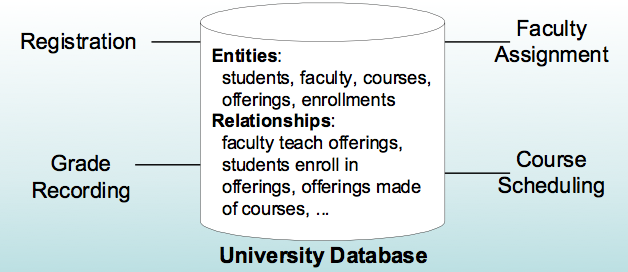 Registration
Faculty
Assignment
Entities:
students, faculty, courses,
offerings, enrollments
Relationships:
faculty teach offerings,
students enroll in
offerings, offerings made
of courses, ...
Grade
Recording
Course
Scheduling
University Database